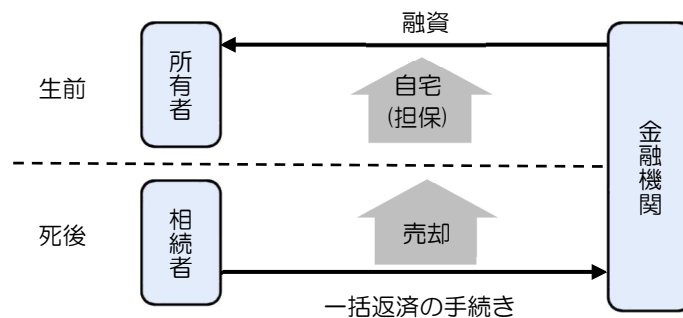 融資
生前
所有者
自宅
(担保)
金融機関
死後
相続者
売却
一括返済の手続き